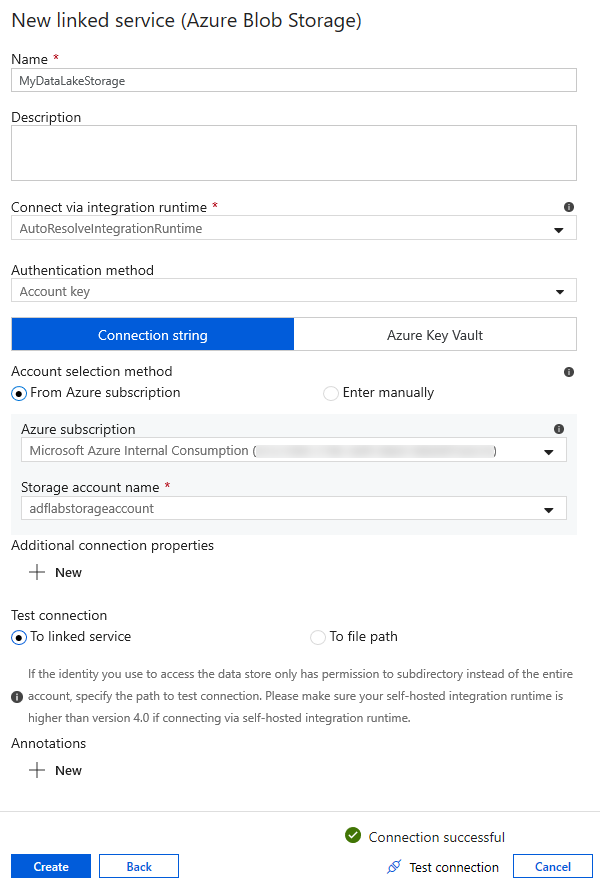 New linked service (Azure Blob Storage)
Name *
MyDataLakeStorage
Description
Connect via integration runtime *
AutoResolveIntegrationRuntime
Authentication method
Account key
Connection string
Azure Key Vault
Account selection method
From Azure subscription
Enter manually
Azure subscription
Microsoft Azure Internal Consumption ( )
Storage account name *
adflabstorageaccount
Additional connection properties
New
Test connection
To linked service
To file path
If the identity you use to access the data store only has permission to subdirectory instead of the entire
account, specify the path to test connection. Please make sure your self-hosted integration runtime is
higher than version 4.0 if connecting via self-hosted integration runtime.
Annotations
New
Connection successful
Create
Back
Test connection
Cancel